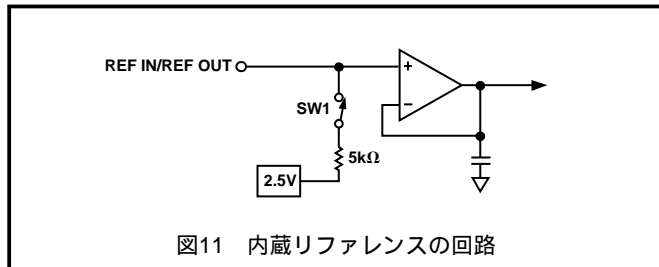 REF IN/REF OUT
+
−
SW1
5kΩ
2.5V
図11 内蔵リファレンスの回路